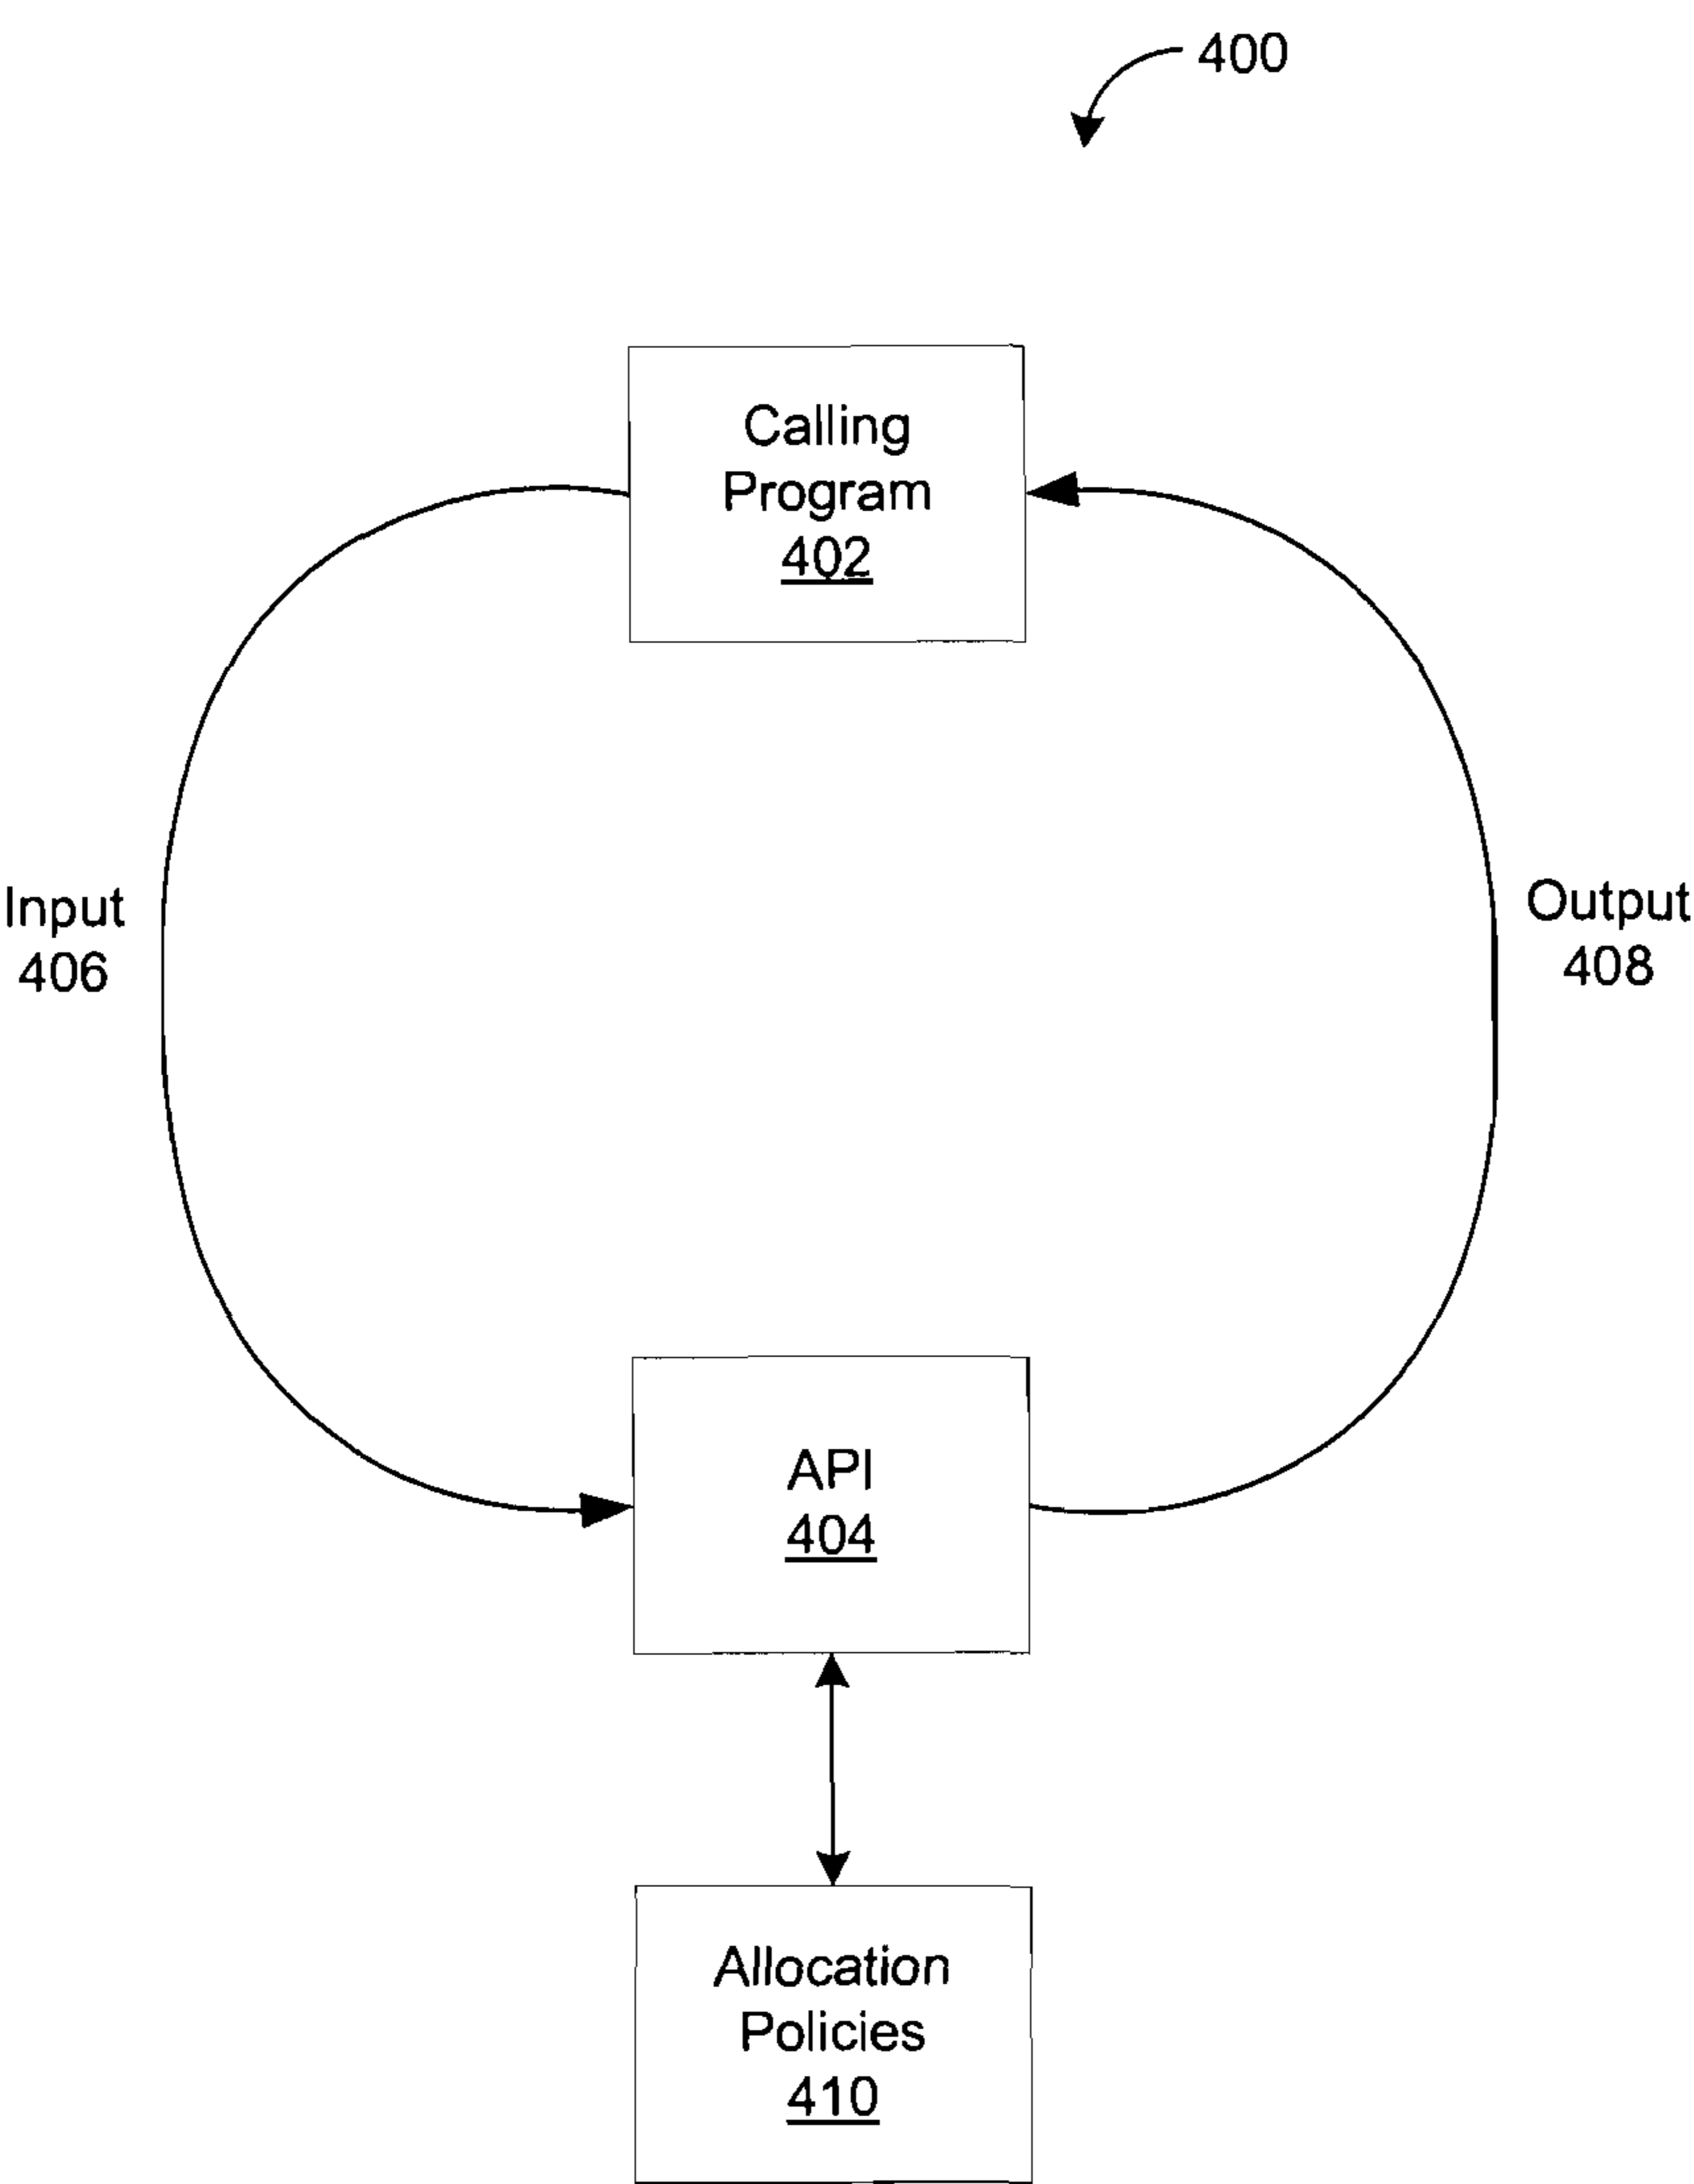 400
Calling
Program
402
Input
406
Output
408
API
404
Allocation
Policies
410